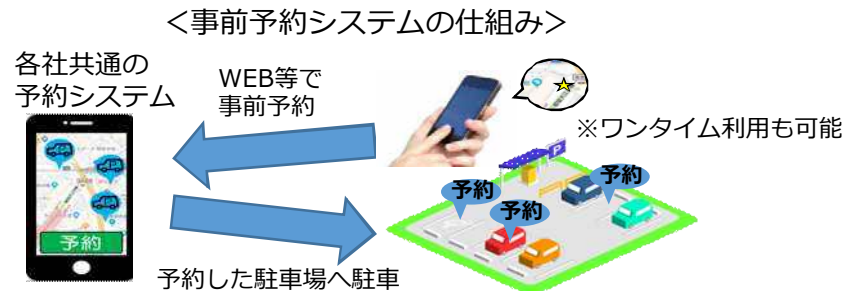 ＜事前予約システムの仕組み＞
各社共通の
予約システム
WEB等で
事前予約
※ワンタイム利用も可能
P
予約
予約
予約
予約
予約した駐車場へ駐車